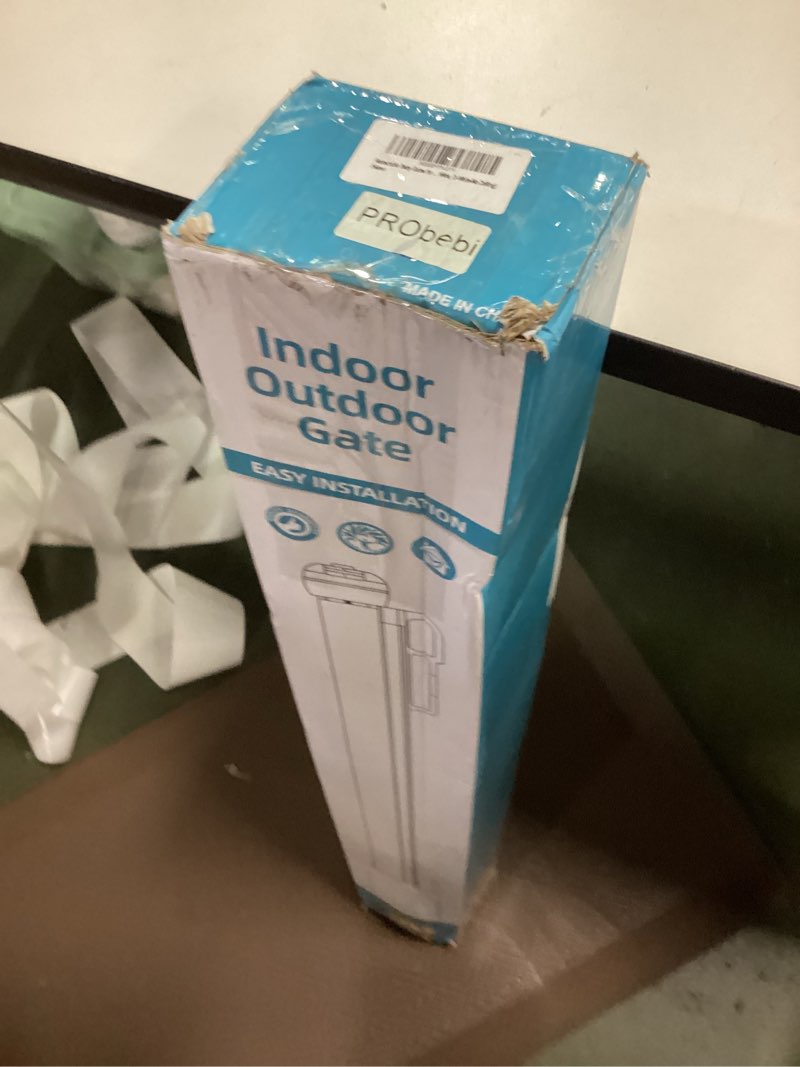 PRObebi
MADE IN CH
Indoor
Outdoor
Gate
EASY INSTALLATION